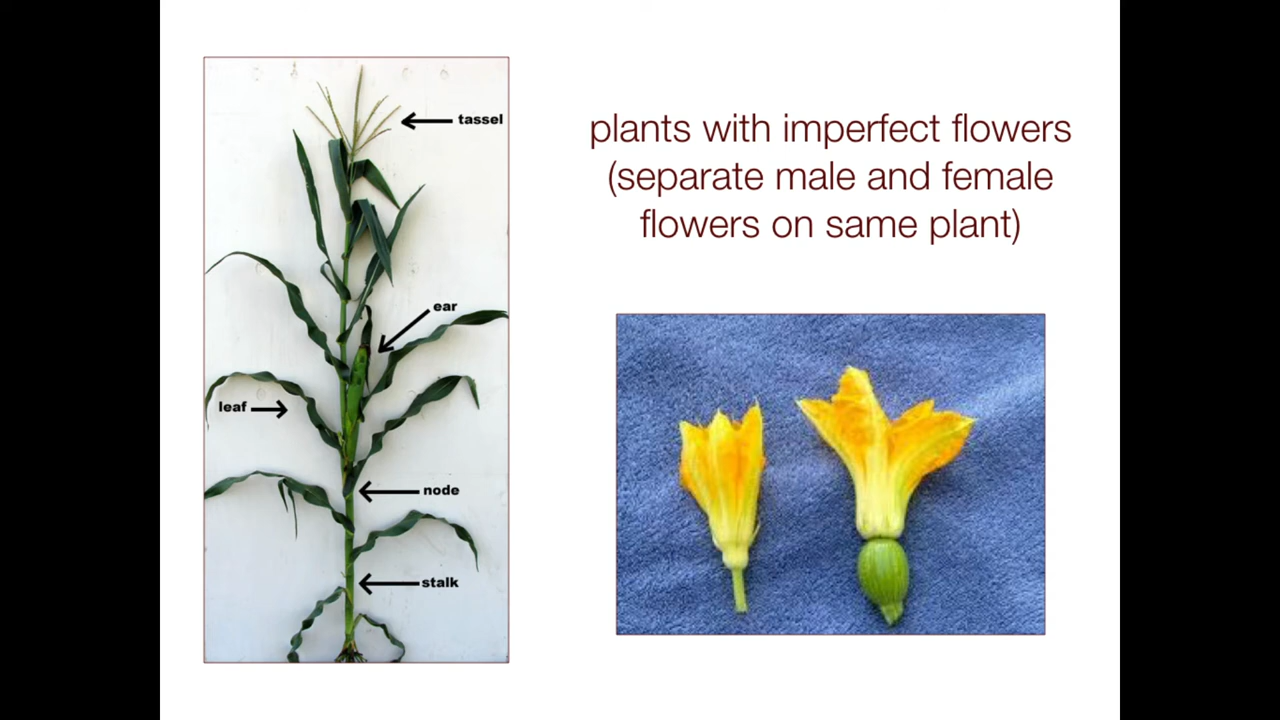 tassel
ear
leaf
node
stalk
plants with imperfect flowers
(separate male and female
flowers on same plant)